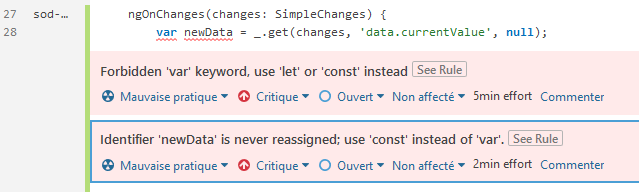 27 sod-... ngOnChanges(changes: SimpleChanges) {
28 var newData = _.get(changes, 'data.currentValue', null);
Forbidden 'var' keyword, use 'let' or 'const' instead See Rule
Mauvaise pratique Critique Ouvert Non affecté 5min effort Commenter
Identifier 'newData' is never reassigned; use 'const' instead of 'var'. See Rule
Mauvaise pratique Critique Ouvert Non affecté 2min effort Commenter